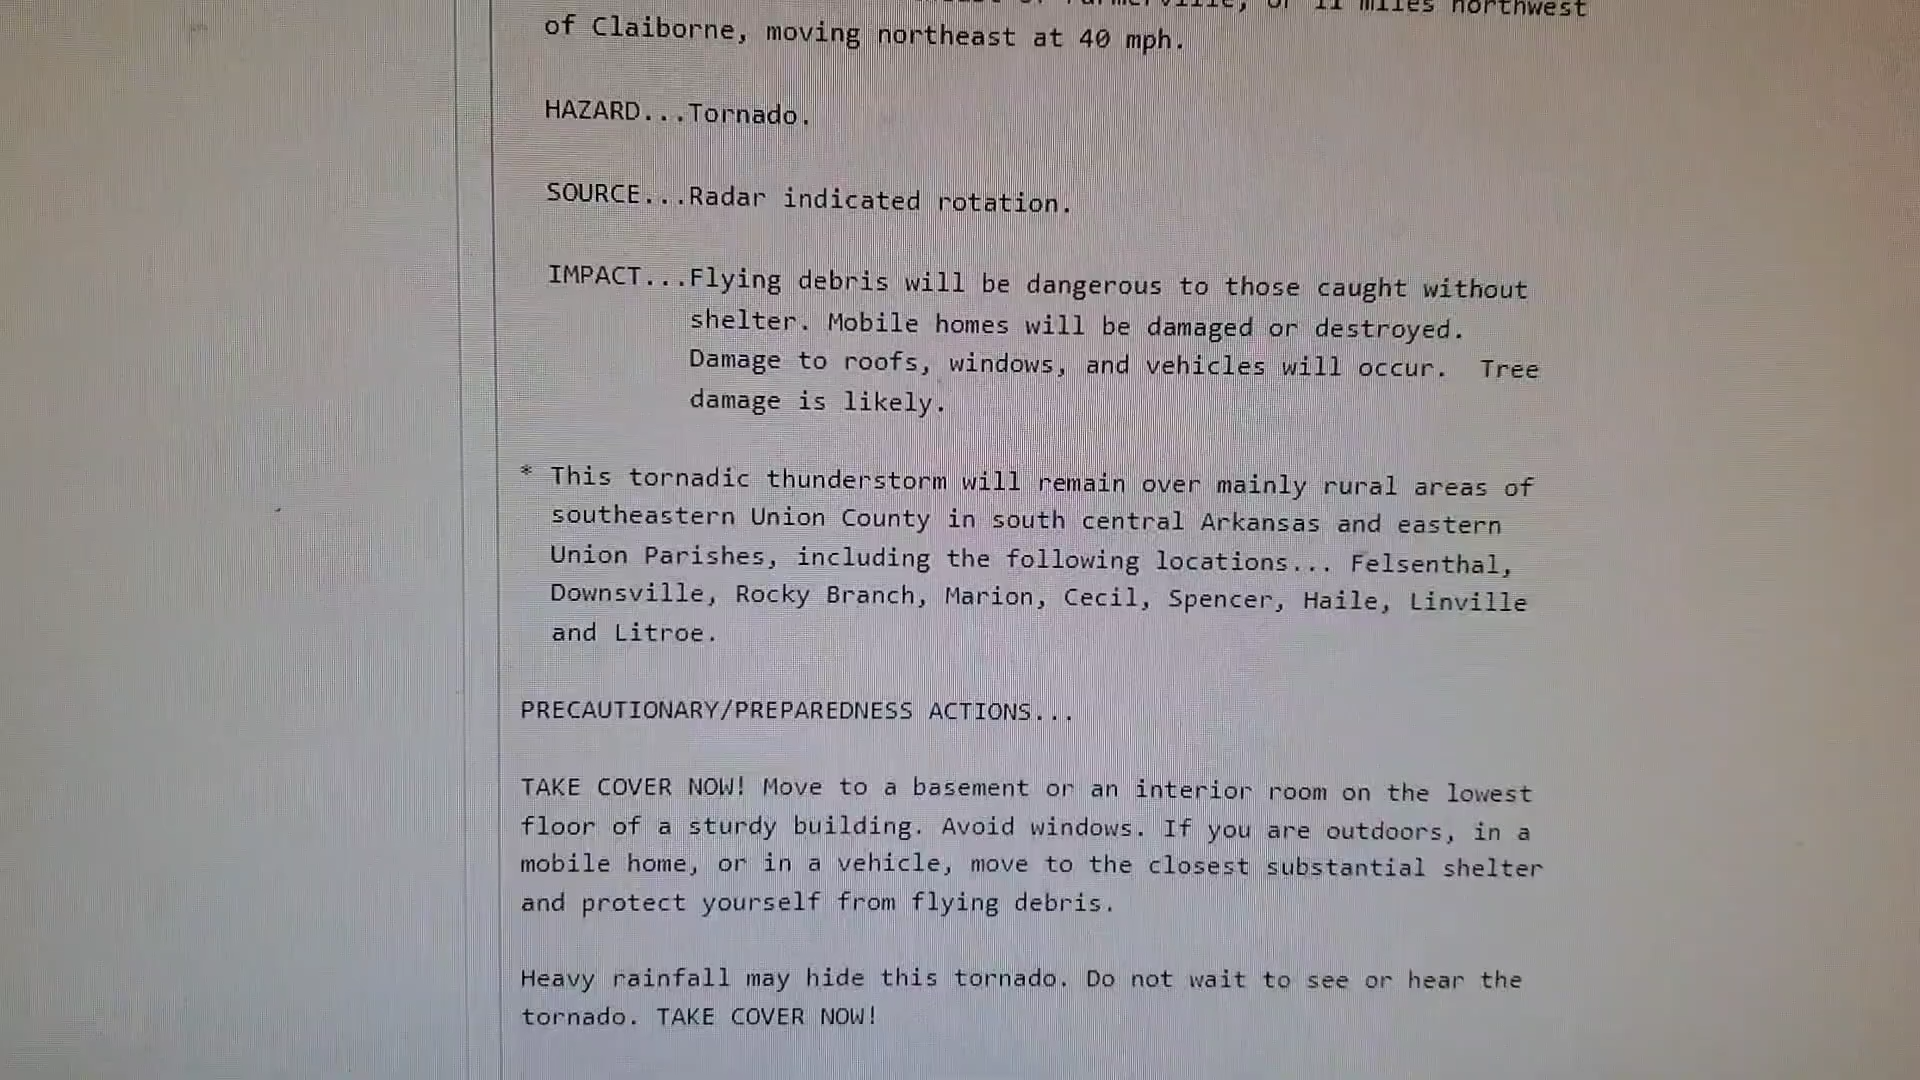 or 11 miles northwest
of Claiborne, moving northeast at 40 mph.
HAZARD...Tornado.
SOURCE...Radar indicated rotation.
IMPACT...Flying debris will be dangerous to those caught without
shelter. Mobile homes will be damaged or destroyed.
Damage to roofs, windows, and vehicles will occur. Tree
damage is likely.
* This tornadic thunderstorm will remain over mainly rural areas of
southeastern Union County in south central Arkansas and eastern
Union Parishes, including the following locations... Felsenthal,
Downsville, Rocky Branch, Marion, Cecil, Spencer, Haile, Linville
and Litroe.
PRECAUTIONARY/PREPAREDNESS ACTIONS...
TAKE COVER NOW! Move to a basement or an interior room on the lowest
floor of a sturdy building. Avoid windows. If you are outdoors, in a
mobile home, or in a vehicle, move to the closest substantial shelter
and protect yourself from flying debris.
Heavy rainfall may hide this tornado. Do not wait to see or hear the
tornado. TAKE COVER NOW!